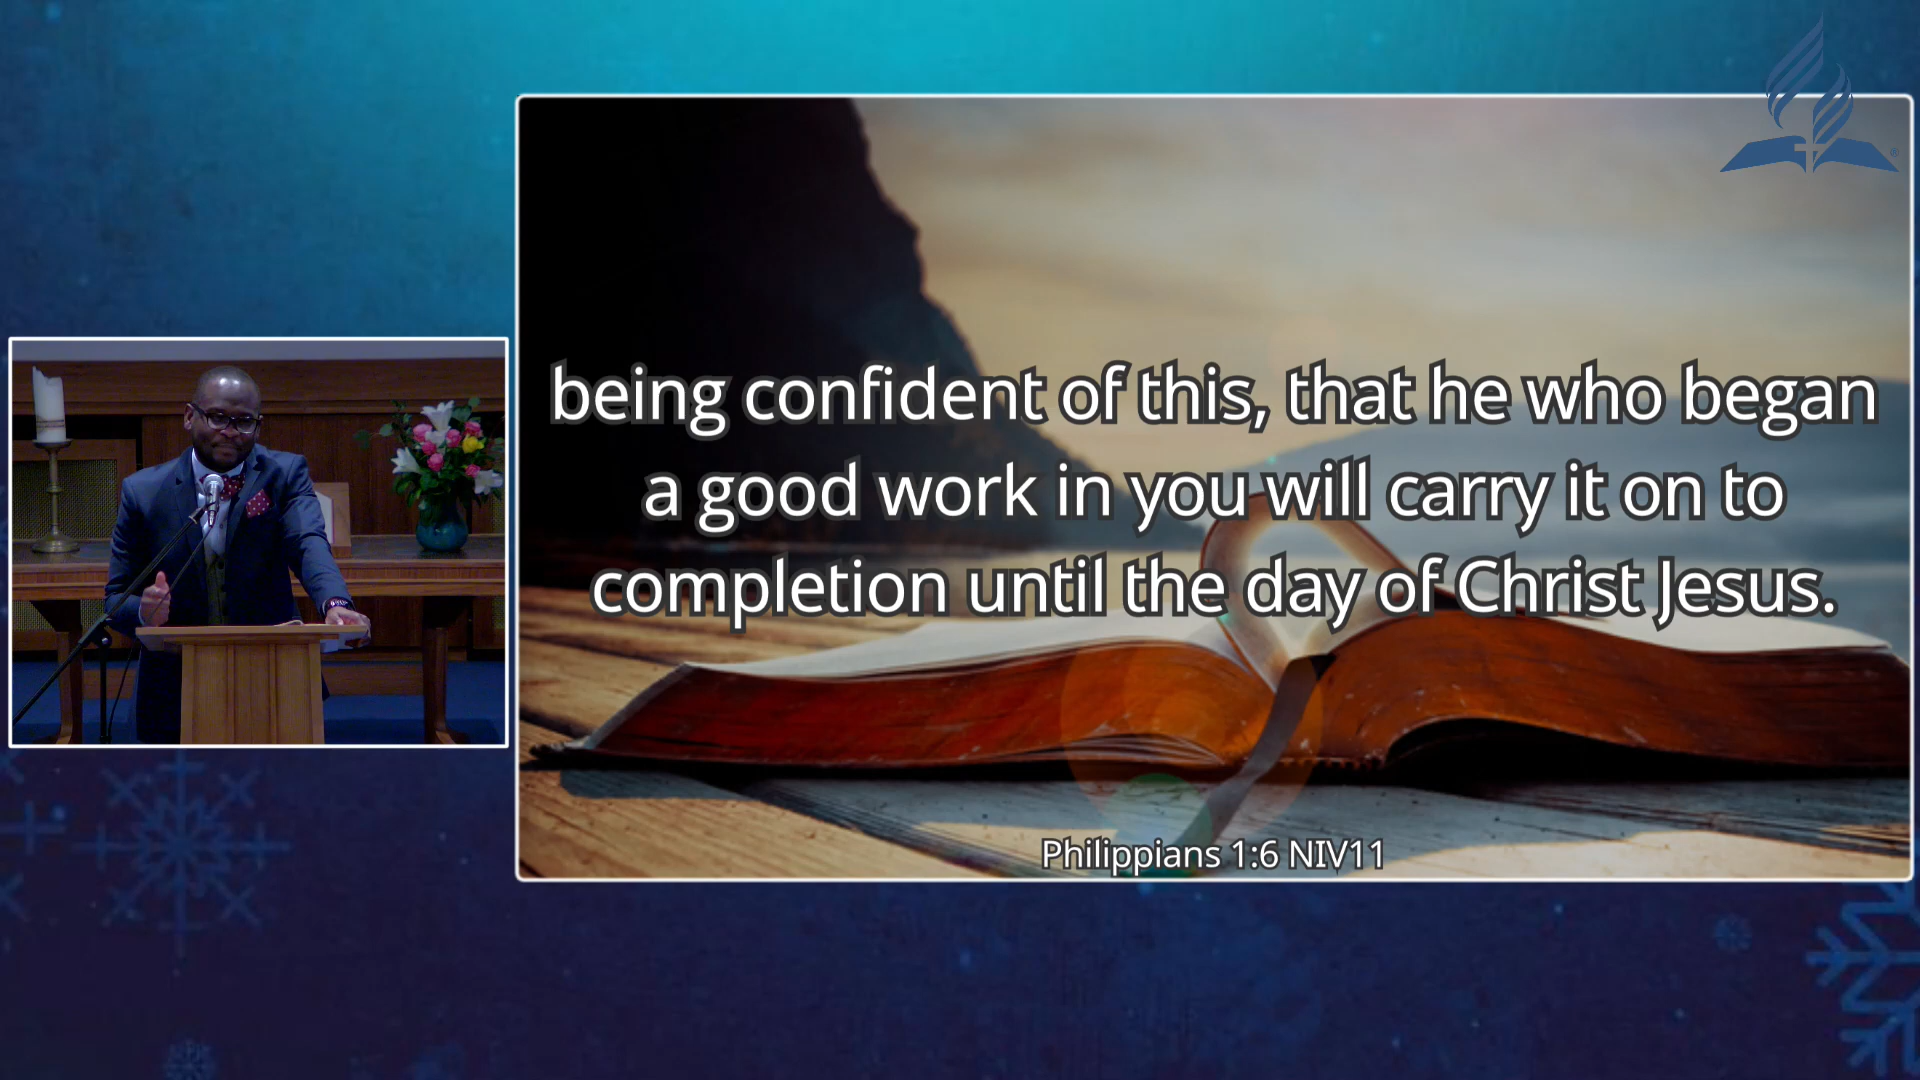 being confident of this, that he who began
a good work in you will carry it on to
completion until the day of Christ Jesus.
Philippians 1:6 NIV11
®